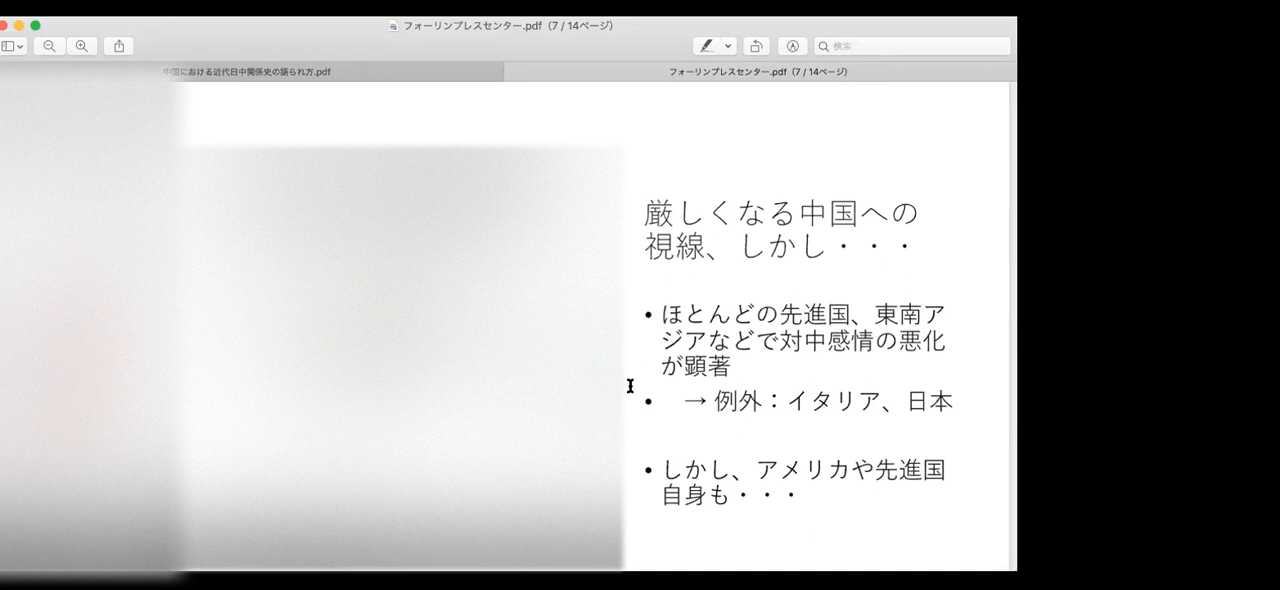 フォーリンプレスセンター.pdf（7 / 14ページ）
検索
中国における近代日中関係史の語られ方.pdf
フォーリンプレスセンター.pdf（7 / 14ページ）
厳しくなる中国への
視線、しかし・・・
• ほとんどの先進国、東南ア
ジアなどで対中感情の悪化
が顕著
• → 例外：イタリア、日本
• しかし、アメリカや先進国
自身も・・・